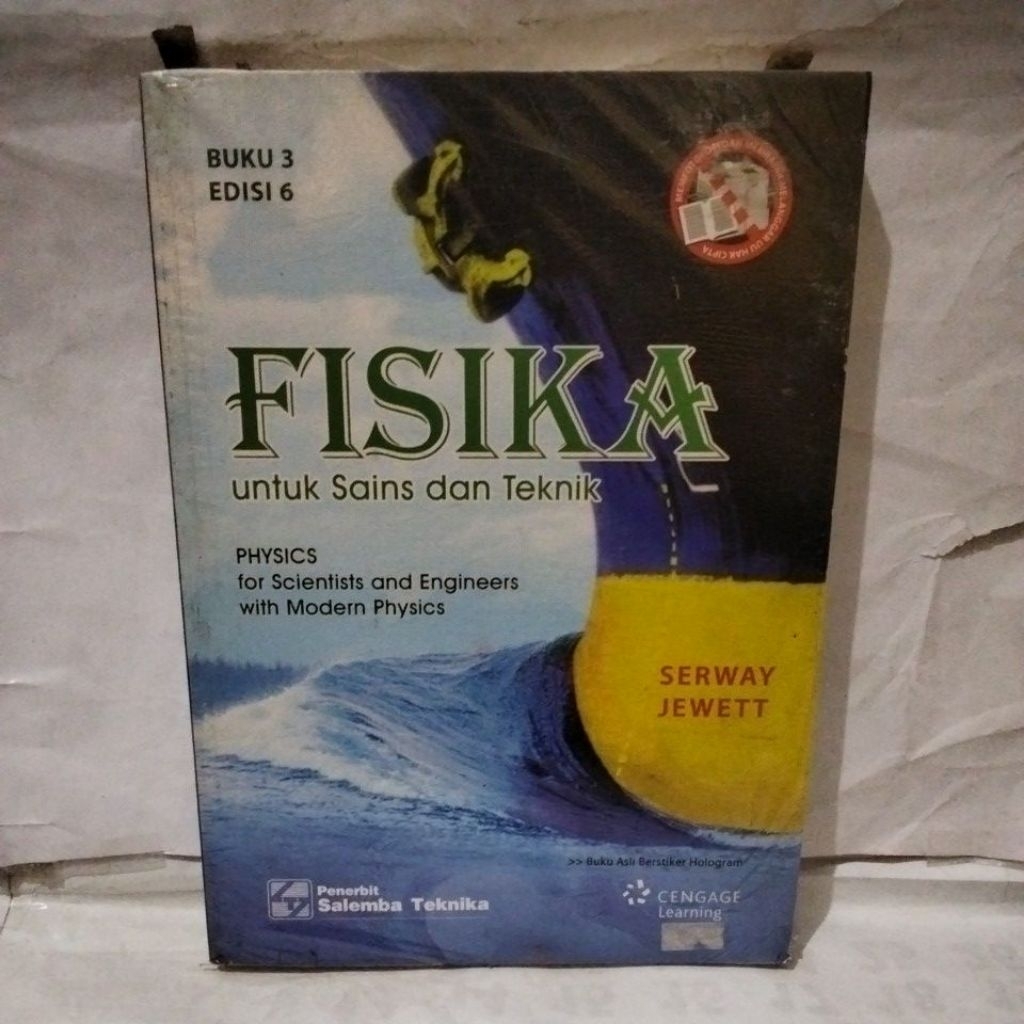 BUKU 3
EDISI 6
FISIKA
untuk Sains dan Teknik
PHYSICS
for Scientists and Engineers
with Modern Physics
SERWAY
JEWETT
>> Buku Asli Berstiker Hologram
Penerbit
Salemba Teknika
CENGAGE
Learning